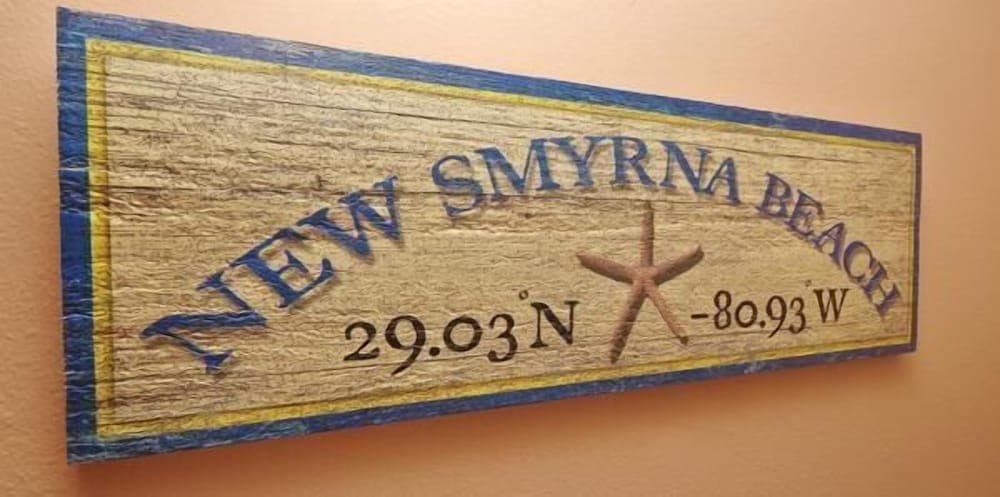 NEW SMYRNA BEACH
29.03°N -80.93°W